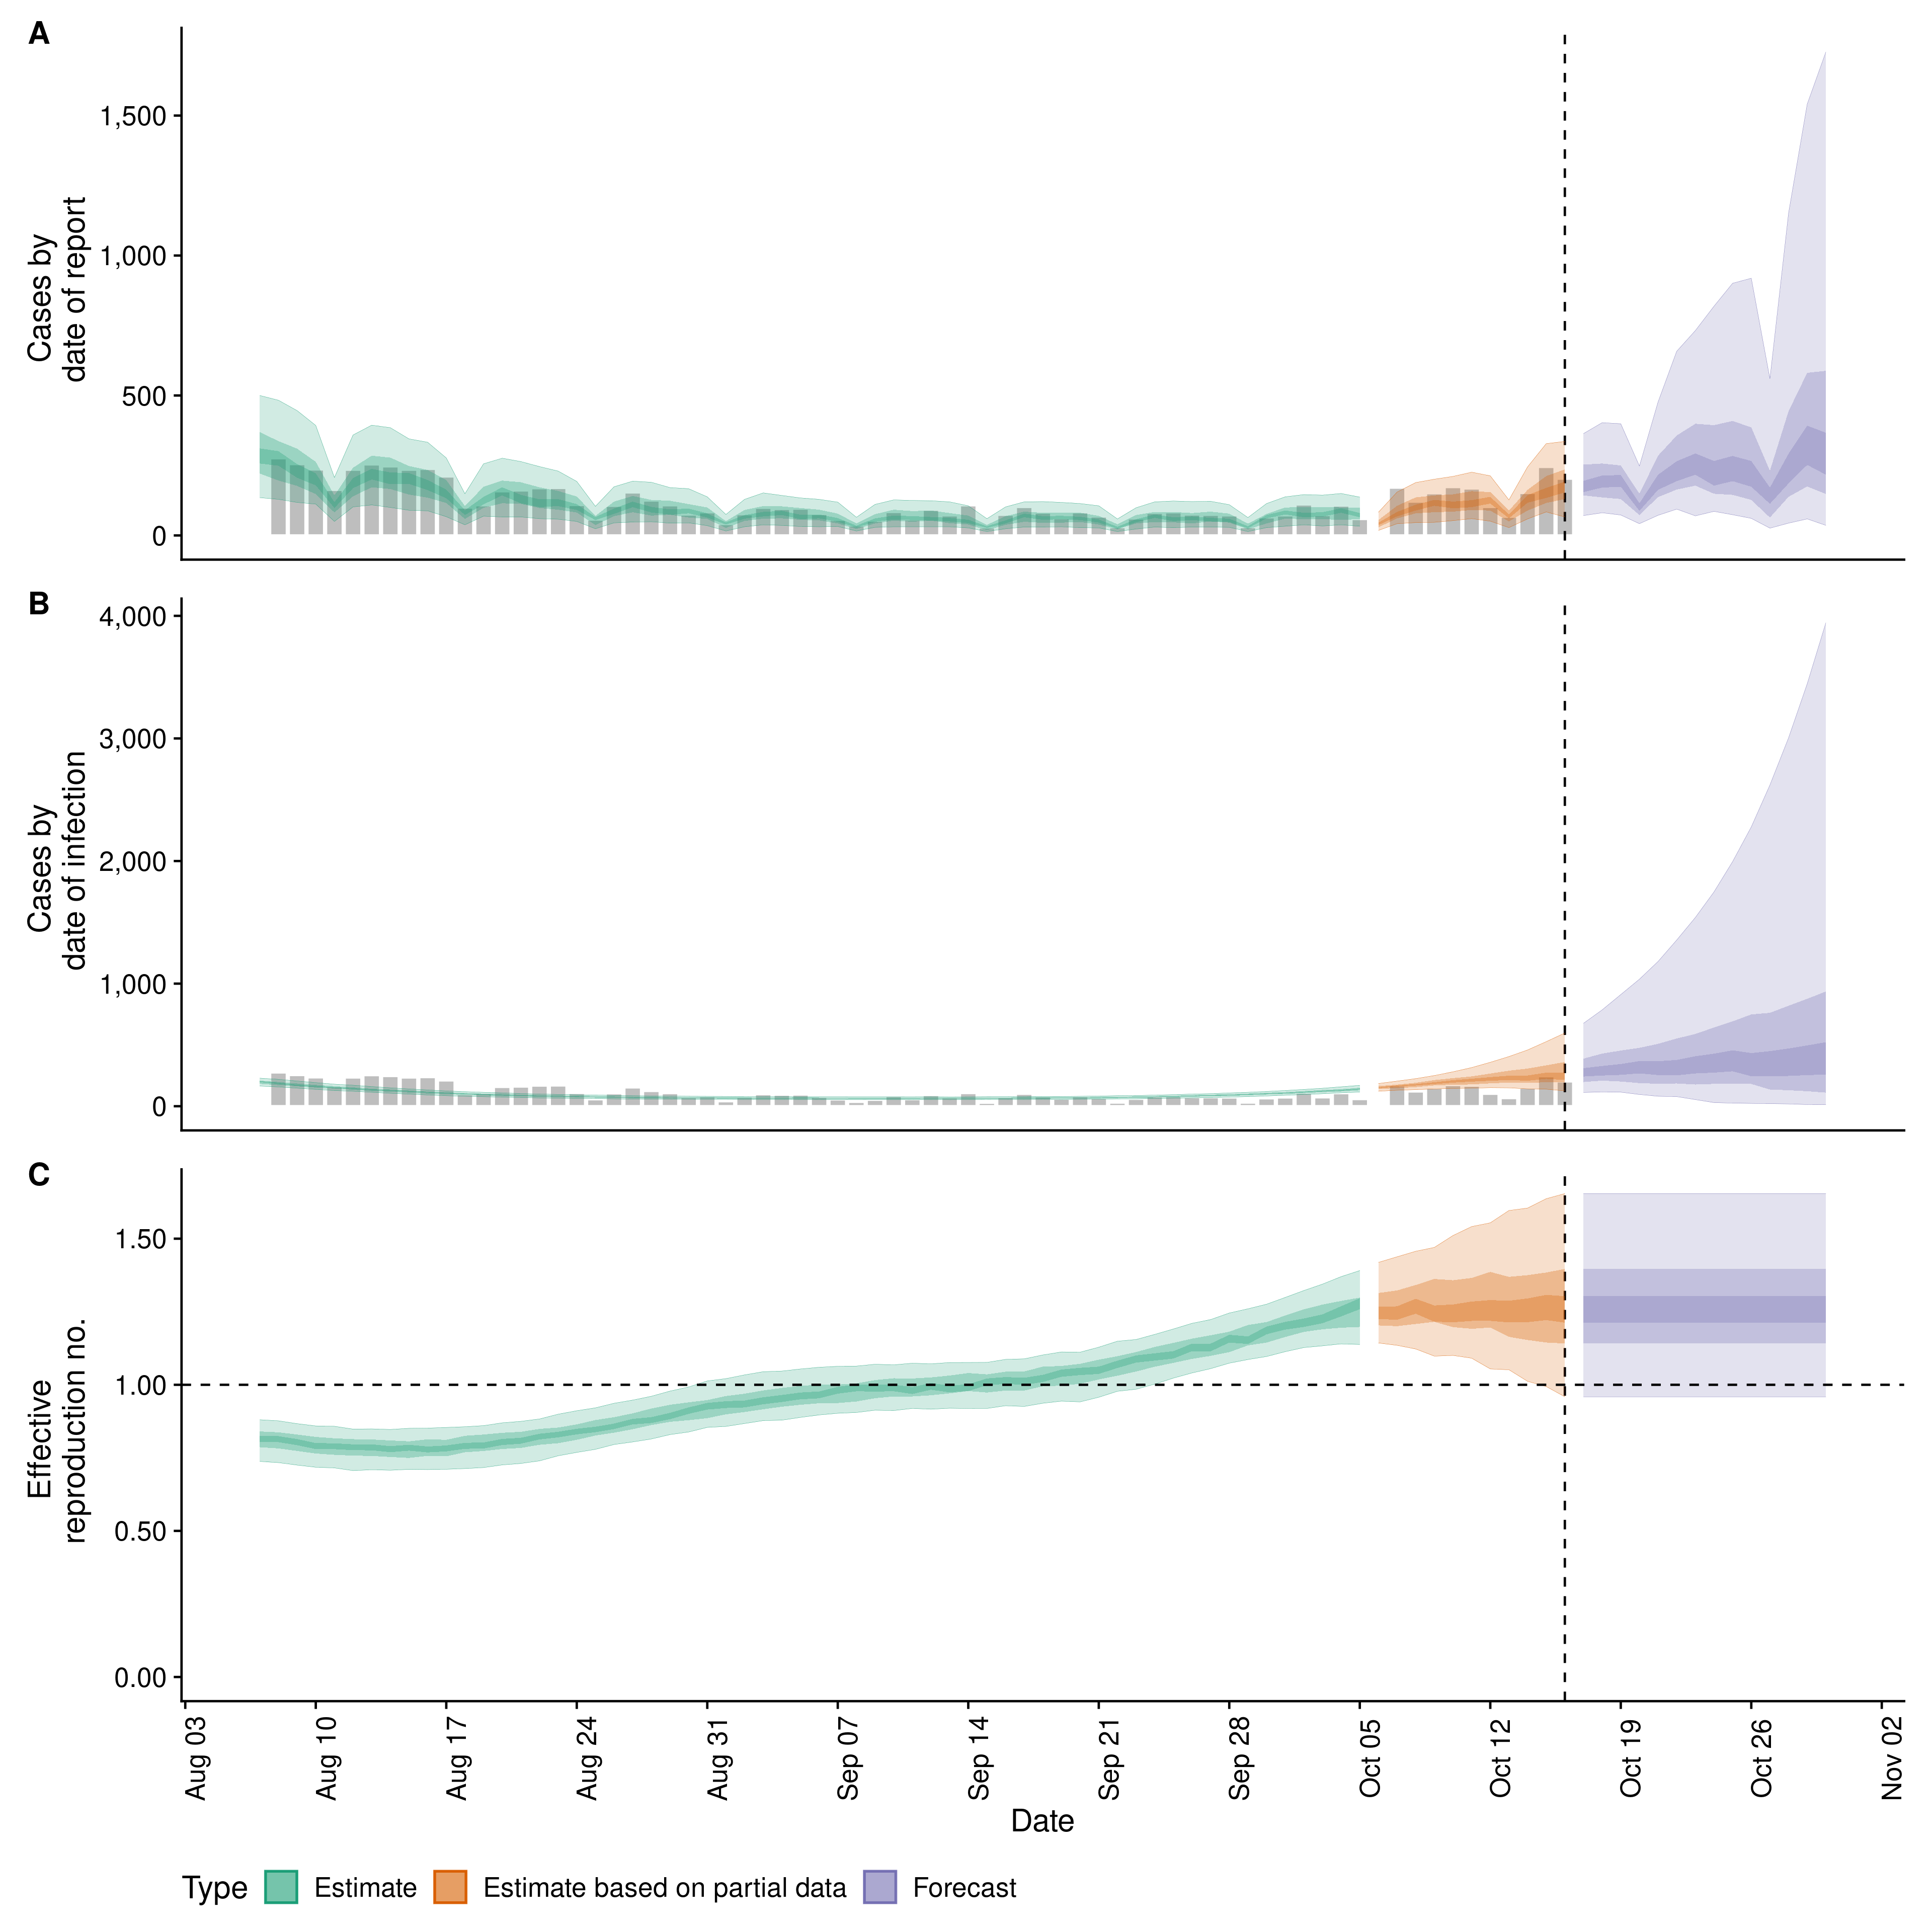 A
Cases by
date of report
1,500
1,000
500
0
B
Cases by
date of infection
4,000
3,000
2,000
1,000
0
C
Effective
reproduction no.
1.50
1.00
0.50
0.00
Aug 03
Aug 10
Aug 17
Aug 24
Aug 31
Sep 07
Sep 14
Sep 21
Sep 28
Oct 05
Oct 12
Oct 19
Oct 26
Nov 02
Date
Type Estimate Estimate based on partial data Forecast